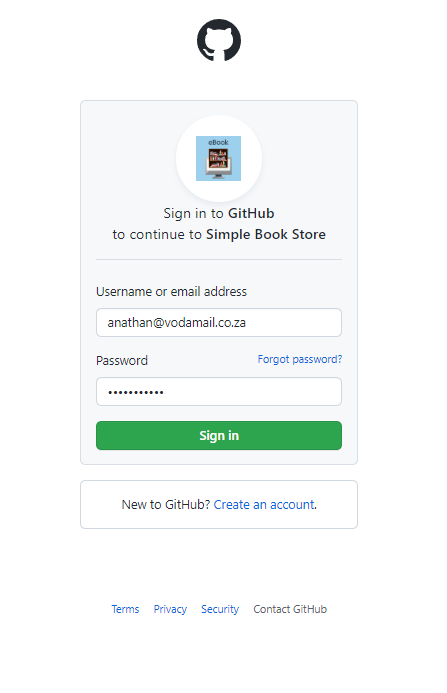 eBook
Sign in to GitHub
to continue to Simple Book Store
Username or email address
anathan@vodamail.co.za
Password Forgot password?
•••••••••••
Sign in
New to GitHub? Create an account.
Terms Privacy Security Contact GitHub